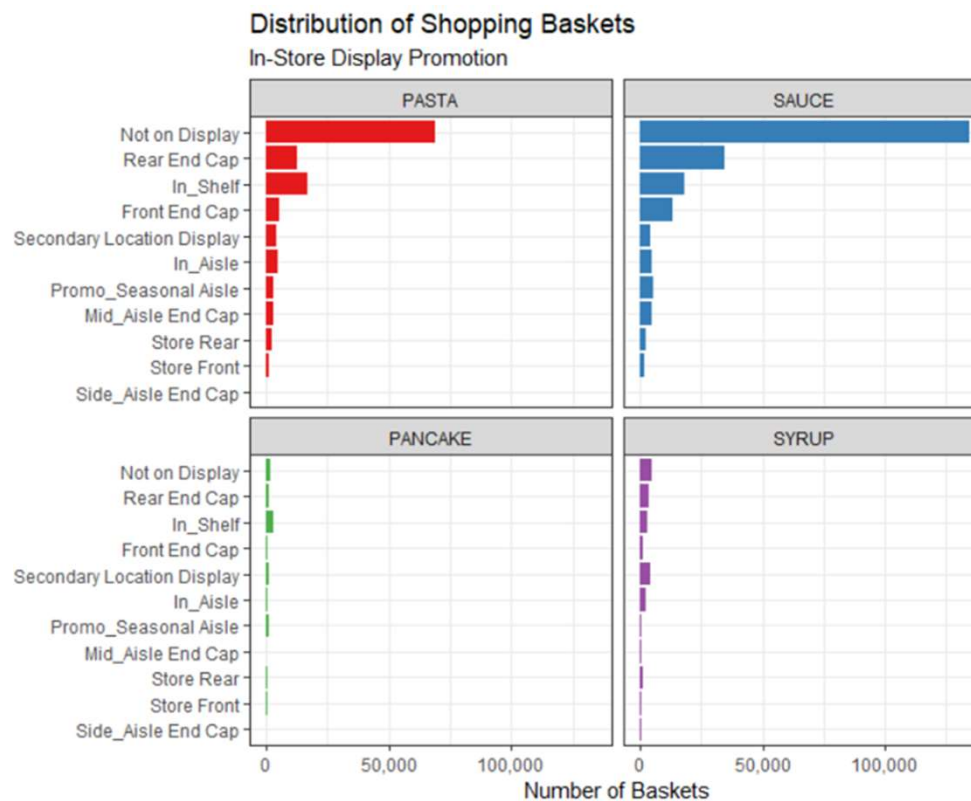 Distribution of Shopping Baskets
In-Store Display Promotion
PASTA
SAUCE
Not on Display
Rear End Cap
In_Shelf
Front End Cap
Secondary Location Display
In_Aisle
Promo_Seasonal Aisle
Mid_Aisle End Cap
Store Rear
Store Front
Side_Aisle End Cap
PANCAKE
SYRUP
Not on Display
Rear End Cap
In_Shelf
Front End Cap
Secondary Location Display
In_Aisle
Promo_Seasonal Aisle
Mid_Aisle End Cap
Store Rear
Store Front
Side_Aisle End Cap
0 50,000 100,000 0 50,000 100,000
Number of Baskets